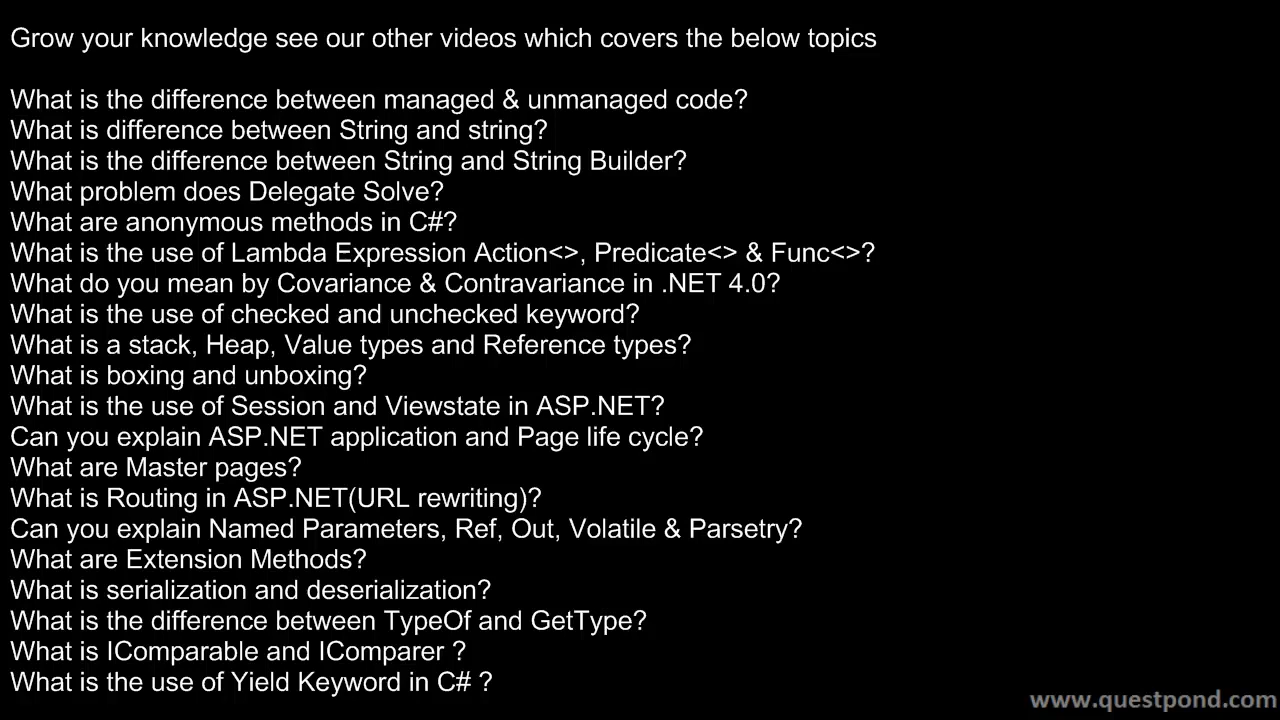 Grow your knowledge see our other videos which covers the below topics
What is the difference between managed & unmanaged code?
What is difference between String and string?
What is the difference between String and String Builder?
What problem does Delegate Solve?
What are anonymous methods in C#?
What is the use of Lambda Expression Action<>, Predicate<> & Func<>?
What do you mean by Covariance & Contravariance in .NET 4.0?
What is the use of checked and unchecked keyword?
What is a stack, Heap, Value types and Reference types?
What is boxing and unboxing?
What is the use of Session and Viewstate in ASP.NET?
Can you explain ASP.NET application and Page life cycle?
What are Master pages?
What is Routing in ASP.NET(URL rewriting)?
Can you explain Named Parameters, Ref, Out, Volatile & Parsetry?
What are Extension Methods?
What is serialization and deserialization?
What is the difference between TypeOf and GetType?
What is IComparable and IComparer ?
What is the use of Yield Keyword in C# ?
www.questpond.com